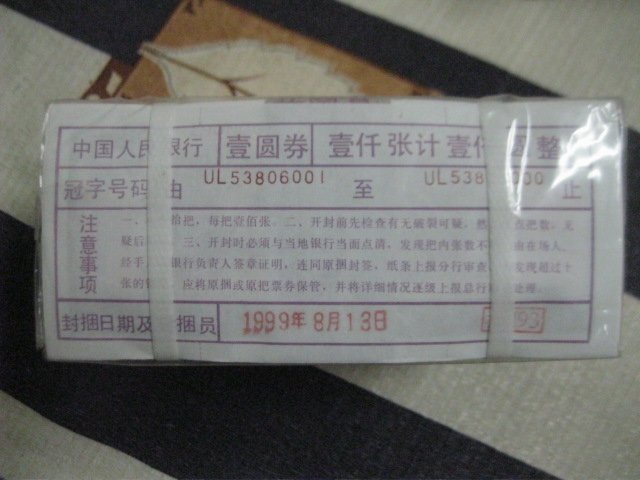 中国人民银行 壹圆券 壹仟张计壹仟圆整
冠字号码 由 UL53806001 至 UL538 000 止
注意事项
一、 给把，每把壹佰张。二、开封前先检查有无破裂可疑，然 点把数，无
疑后 三、开封时必须与当地银行当面点清，发现把内张数不 由在场人、
经手 银行负责人签章证明，连同原捆封签，纸条上报分行审查、 发现超过十
张的 应将原捆或原把票券保管，并将详细情况逐级上报总行 处理。
封捆日期及 捆员 1999年8月13日 93